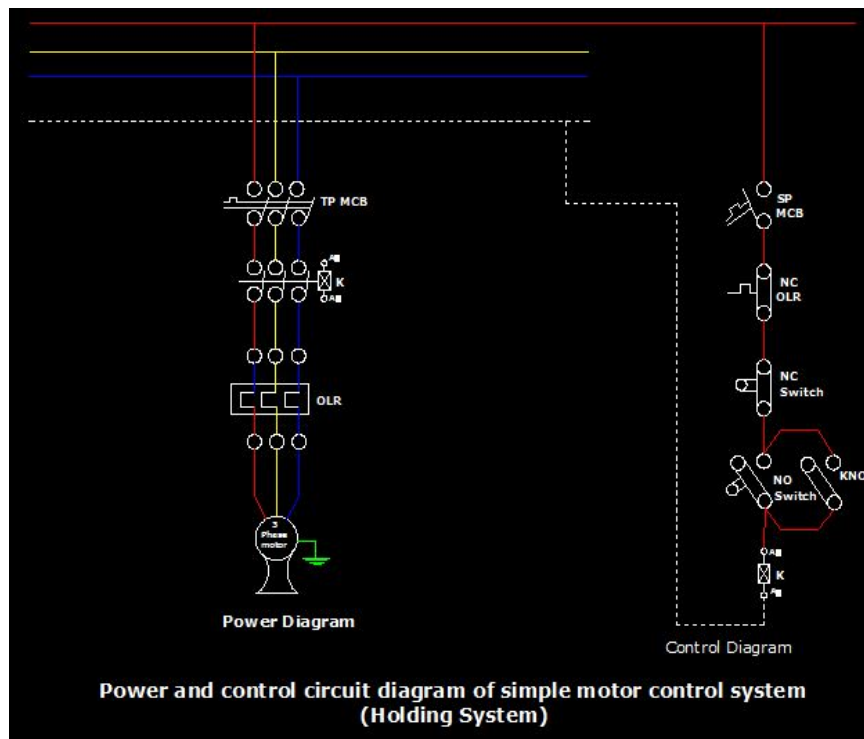 TP MCB
K
OLR
3
Phase
motor
Power Diagram
SP
MCB
NC
OLR
NC
Switch
NO
Switch
KNO
K
Control Diagram
Power and control circuit diagram of simple motor control system
(Holding System)